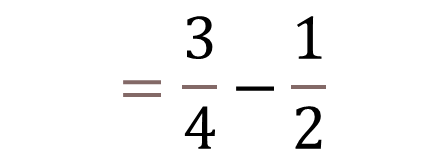 = 3/4 − 1/2